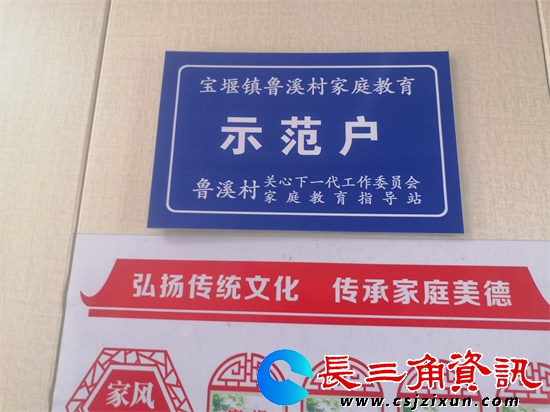 宝堰镇鲁溪村家庭教育
示范户
鲁溪村
关心下一代工作委员会
家庭教育指导站
弘扬传统文化 传承家庭美德
家风
長三角資訊
www.csjzixun.com